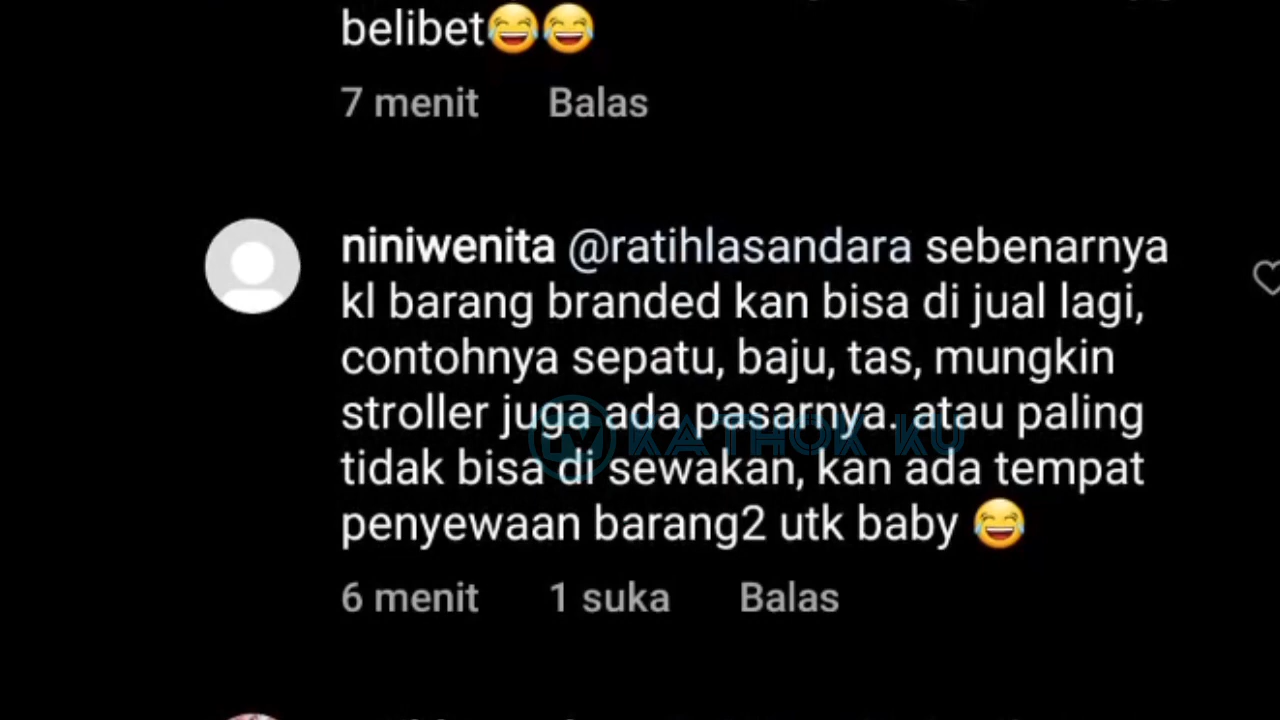 belibet😂😂
7 menit Balas
niniwenita @ratihlasandara sebenarnya
kl barang branded kan bisa di jual lagi,
contohnya sepatu, baju, tas, mungkin
stroller juga ada pasarnya. atau paling
KATHOK KU
tidak bisa di sewakan, kan ada tempat
penyewaan barang2 utk baby 😂
6 menit 1 suka Balas